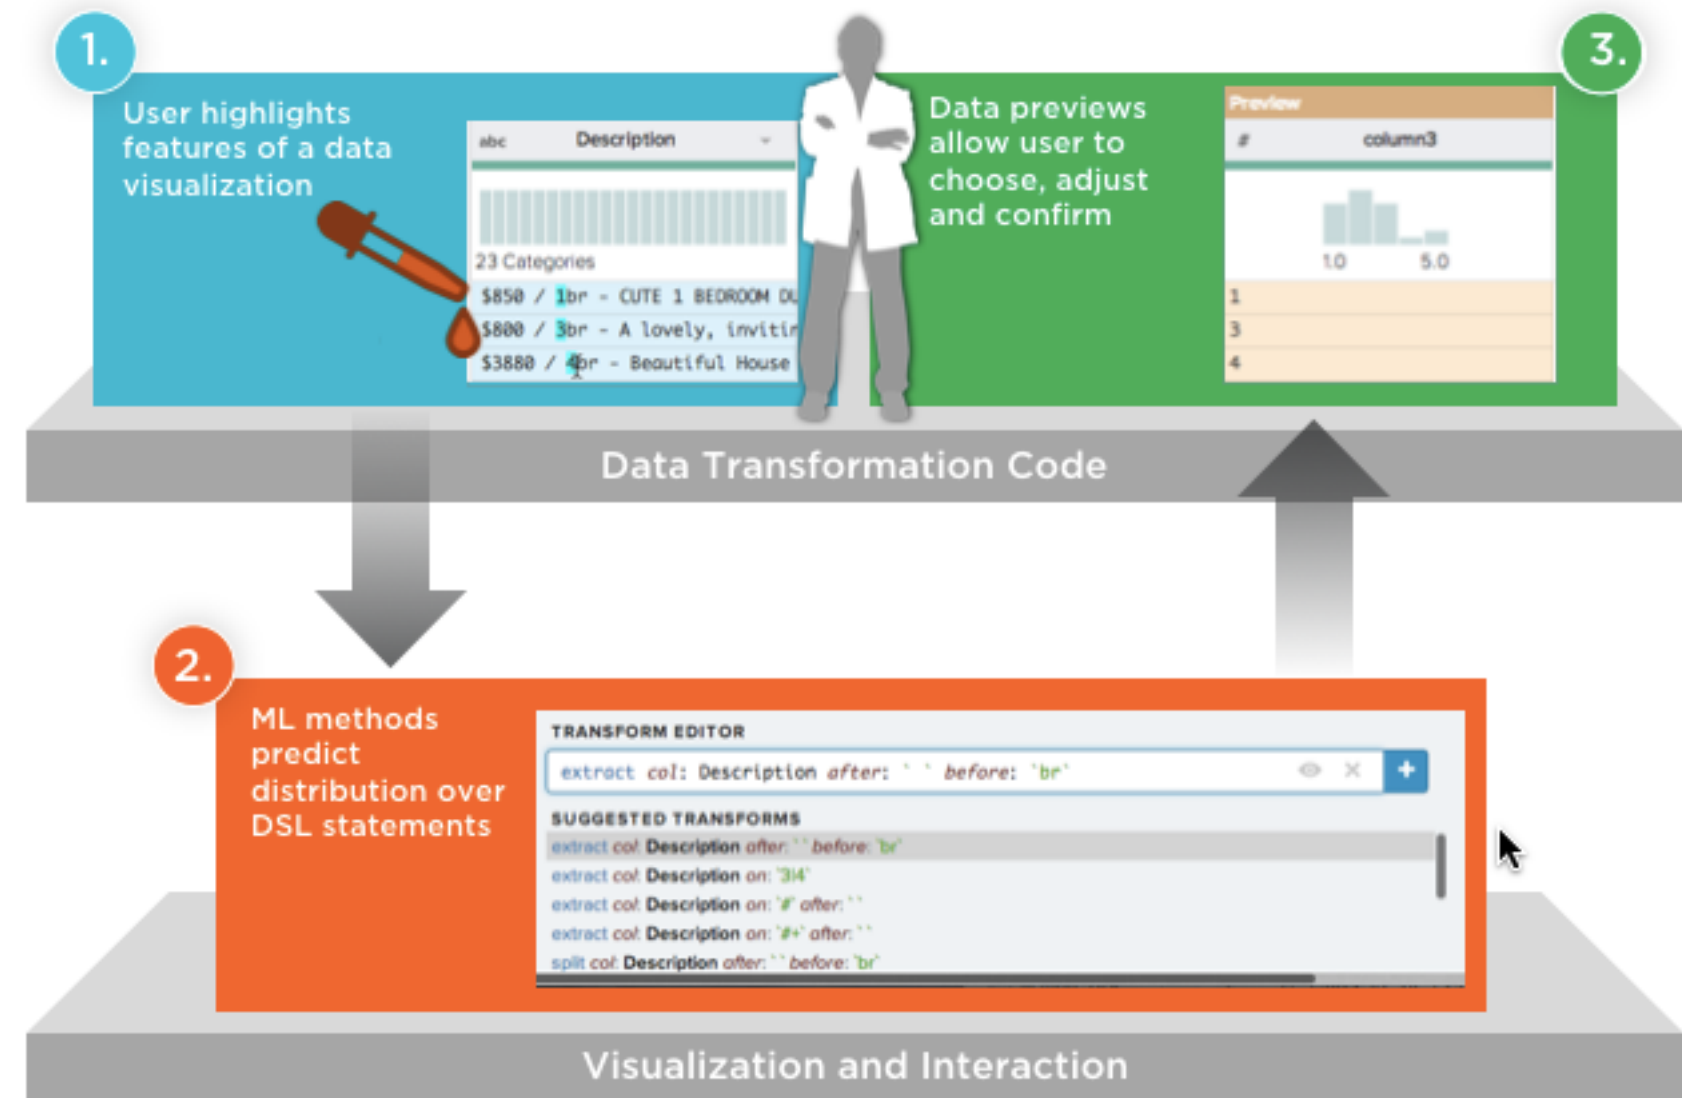 1.
User highlights
features of a data
visualization
abc Description
23 Categories
$850 / 1br - CUTE 1 BEDROOM DU
$800 / 3br - A lovely, invitin
$3880 / 4br - Beautiful House
3.
Data previews
allow user to
choose, adjust
and confirm
Preview
# column3
1.0 5.0
1
3
4
Data Transformation Code
2.
ML methods
predict
distribution over
DSL statements
TRANSFORM EDITOR
extract col: Description after: ` ` before: `br`
SUGGESTED TRANSFORMS
extract col: Description after: ` ` before: `br`
extract col: Description on: `3|4`
extract col: Description on: `#` after: ` `
extract col: Description on: `#+` after: ` `
split col: Description after: ` ` before: `br`
Visualization and Interaction